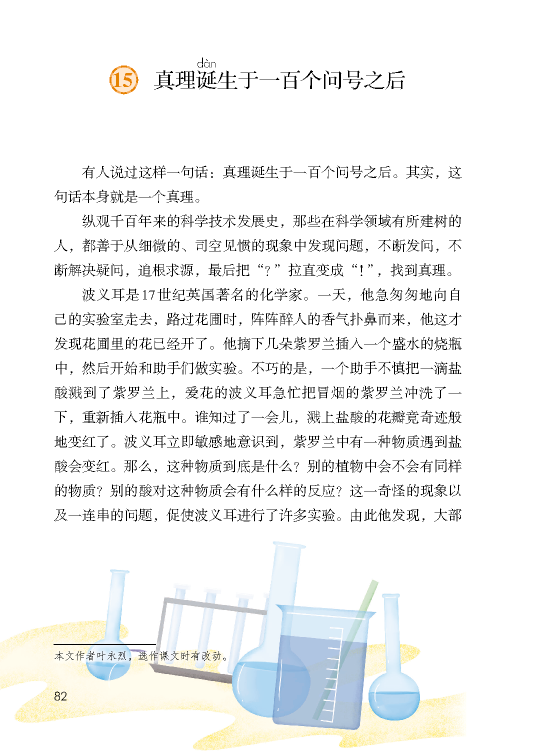 dàn
15 真理诞生于一百个问号之后
有人说过这样一句话：真理诞生于一百个问号之后。其实，这
句话本身就是一个真理。
纵观千百年来的科学技术发展史，那些在科学领域有所建树的
人，都善于从细微的、司空见惯的现象中发现问题，不断发问，不
断解决疑问，追根求源，最后把“？”拉直变成“！”，找到真理。
波义耳是17世纪英国著名的化学家。一天，他急匆匆地向自
己的实验室走去，路过花圃时，阵阵醉人的香气扑鼻而来，他这才
发现花圃里的花已经开了。他摘下几朵紫罗兰插入一个盛水的烧瓶
中，然后开始和助手们做实验。不巧的是，一个助手不慎把一滴盐
酸溅到了紫罗兰上，爱花的波义耳急忙把冒烟的紫罗兰冲洗了一
下，重新插入花瓶中。谁知过了一会儿，溅上盐酸的花瓣竟奇迹般
地变红了。波义耳立即敏感地意识到，紫罗兰中有一种物质遇到盐
酸会变红。那么，这种物质到底是什么？别的植物中会不会有同样
的物质？别的酸对这种物质会有什么样的反应？这一奇怪的现象以
及一连串的问题，促使波义耳进行了许多实验。由此他发现，大部
本文作者叶永烈，选作课文时有改动。
82